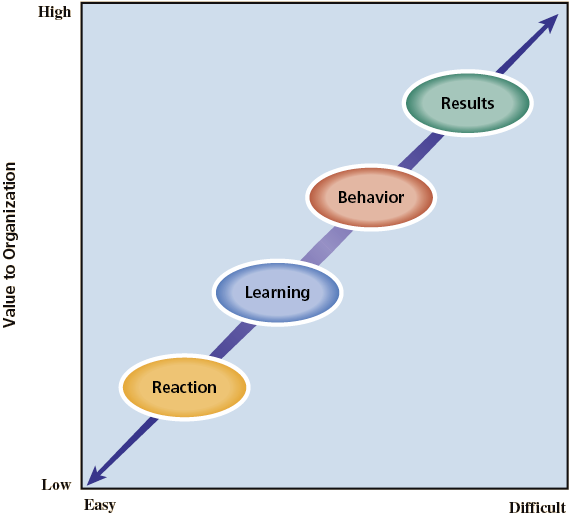 High
Results
Behavior
Value to Organization
Learning
Reaction
Low
Easy
Difficult